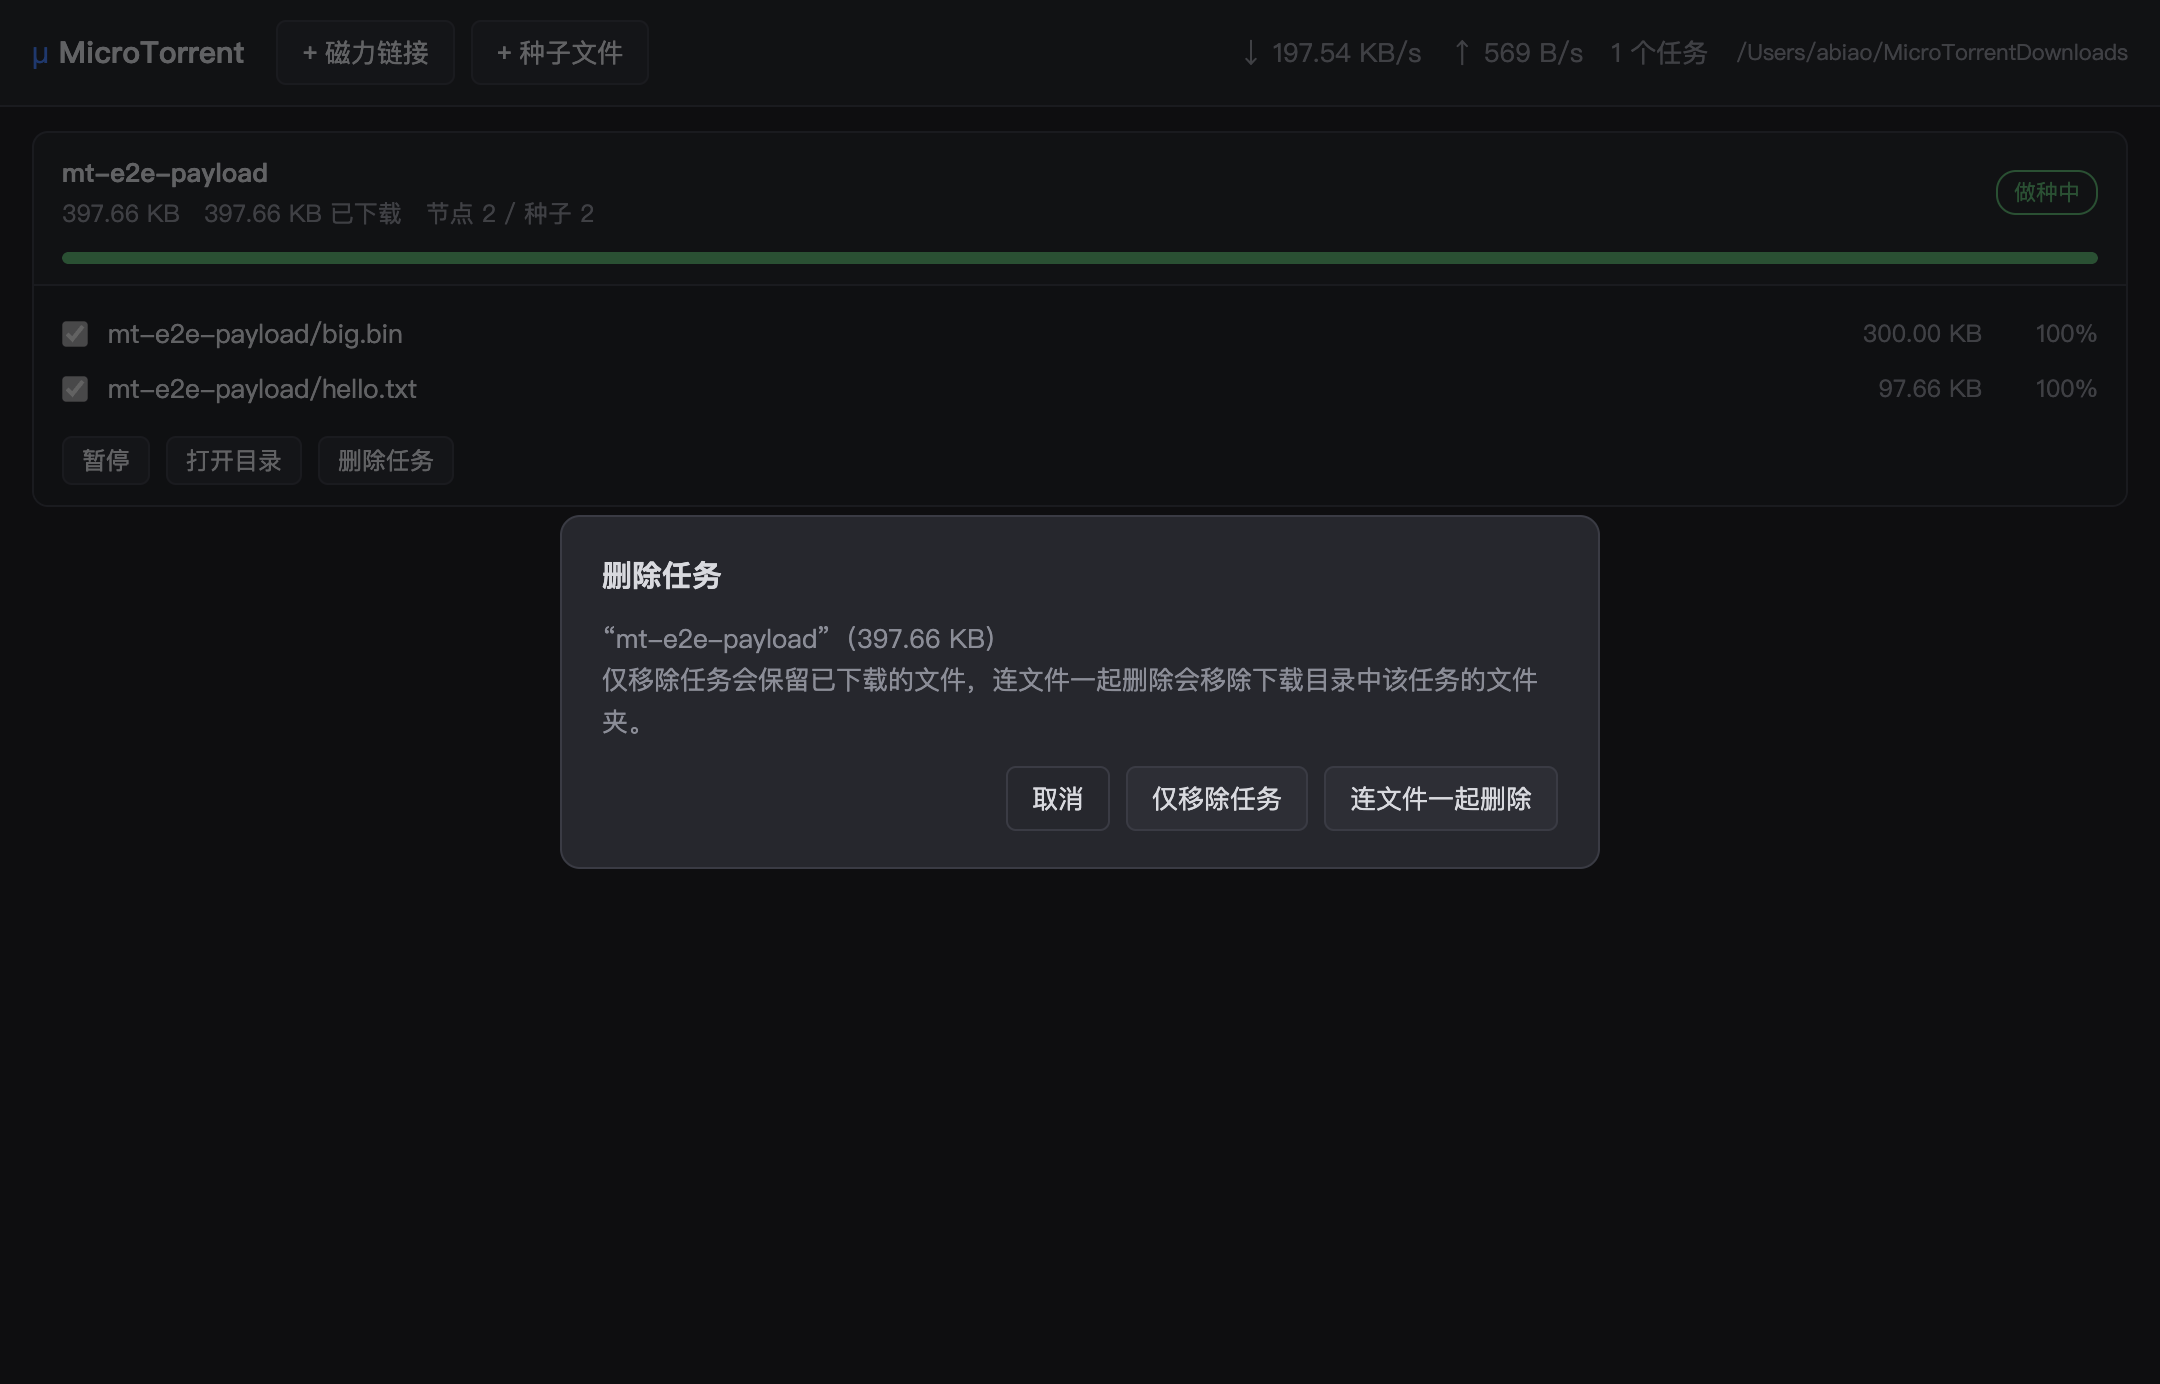 μ MicroTorrent + 磁力链接 + 种子文件 ↓ 197.54 KB/s ↑ 569 B/s 1 个任务 /Users/abiao/MicroTorrentDownloads
mt-e2e-payload
397.66 KB 397.66 KB 已下载 节点 2 / 种子 2
做种中
mt-e2e-payload/big.bin 300.00 KB 100%
mt-e2e-payload/hello.txt 97.66 KB 100%
暂停 打开目录 删除任务
删除任务
“mt-e2e-payload”（397.66 KB）
仅移除任务会保留已下载的文件，连文件一起删除会移除下载目录中该任务的文件
夹。
取消 仅移除任务 连文件一起删除